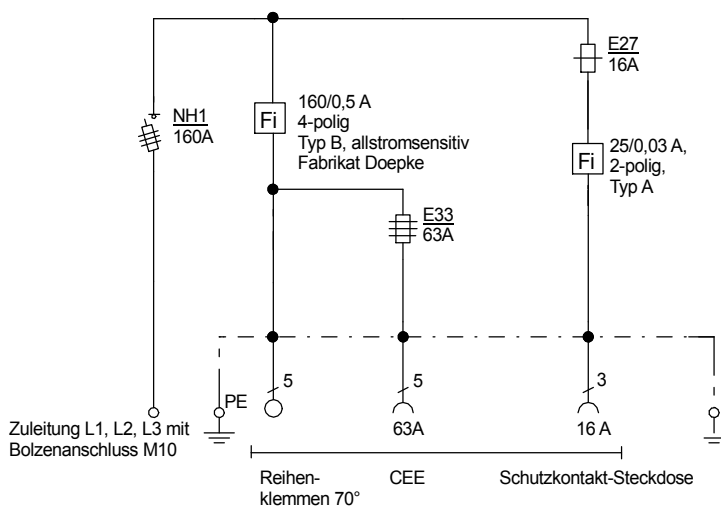 E27
16A
NH1
160A
Fi
160/0,5 A
4-polig
Typ B, allstromsensitiv
Fabrikat Doepke
Fi
25/0,03 A,
2-polig,
Typ A
E33
63A
5
5
3
PE
Zuleitung L1, L2, L3 mit
Bolzenanschluss M10
63A
16 A
Reihen-
klemmen 70°
CEE
Schutzkontakt-Steckdose